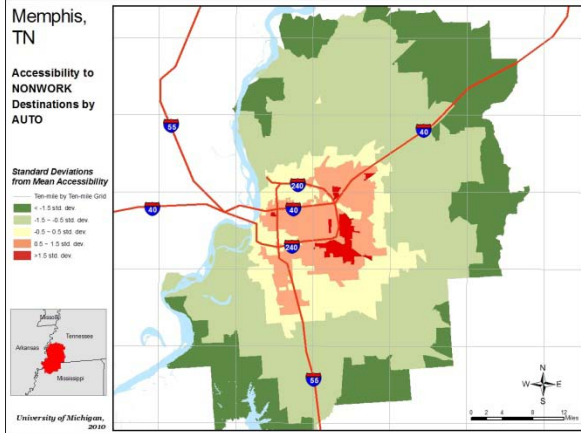 Memphis,
TN
Accessibility to
NONWORK
Destinations by
AUTO
Standard Deviations
from Mean Accessibility
Ten-mile by Ten-mile Grid
< -1.5 std. dev.
-1.5 ~ -0.5 std. dev.
-0.5 ~ 0.5 std. dev.
0.5 ~ 1.5 std. dev.
>1.5 std. dev.
Missouri
Tennessee
Arkansas
Mississippi
University of Michigan,
2010
55
40
240
40
40
240
55
N
W
E
S
0 2 4 8 12
Miles